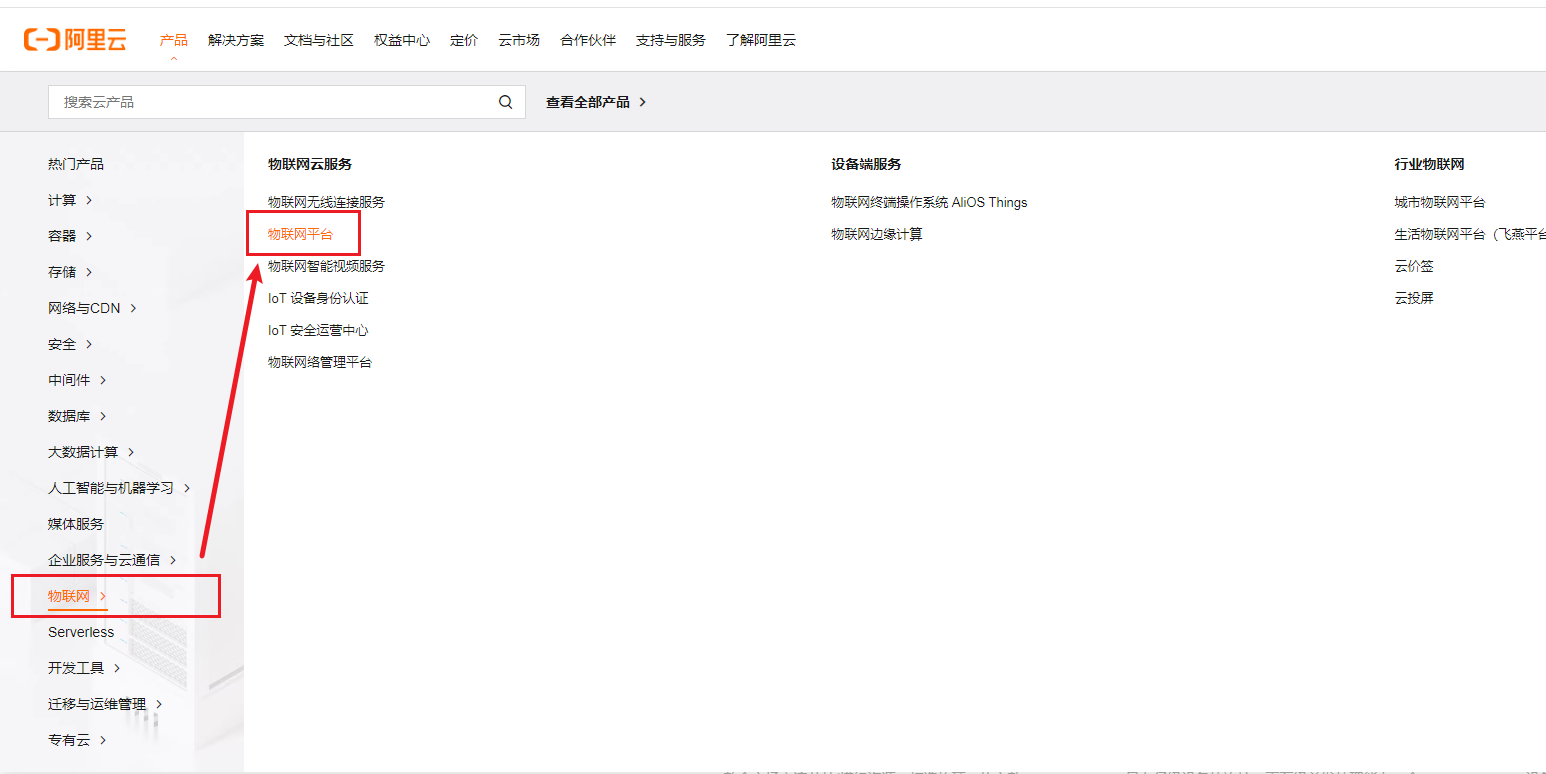 阿里云
产品 解决方案 文档与社区 权益中心 定价 云市场 合作伙伴 支持与服务 了解阿里云
搜索云产品 查看全部产品
热门产品
计算
容器
存储
网络与CDN
安全
中间件
数据库
大数据计算
人工智能与机器学习
媒体服务
企业服务与云通信
物联网
Serverless
开发工具
迁移与运维管理
专有云
物联网云服务
物联网无线连接服务
物联网平台
物联网智能视频服务
IoT 设备身份认证
IoT 安全运营中心
物联网络管理平台
设备端服务
物联网终端操作系统 AliOS Things
物联网边缘计算
行业物联网
城市物联网平台
生活物联网平台（飞燕平台
云价签
云投屏